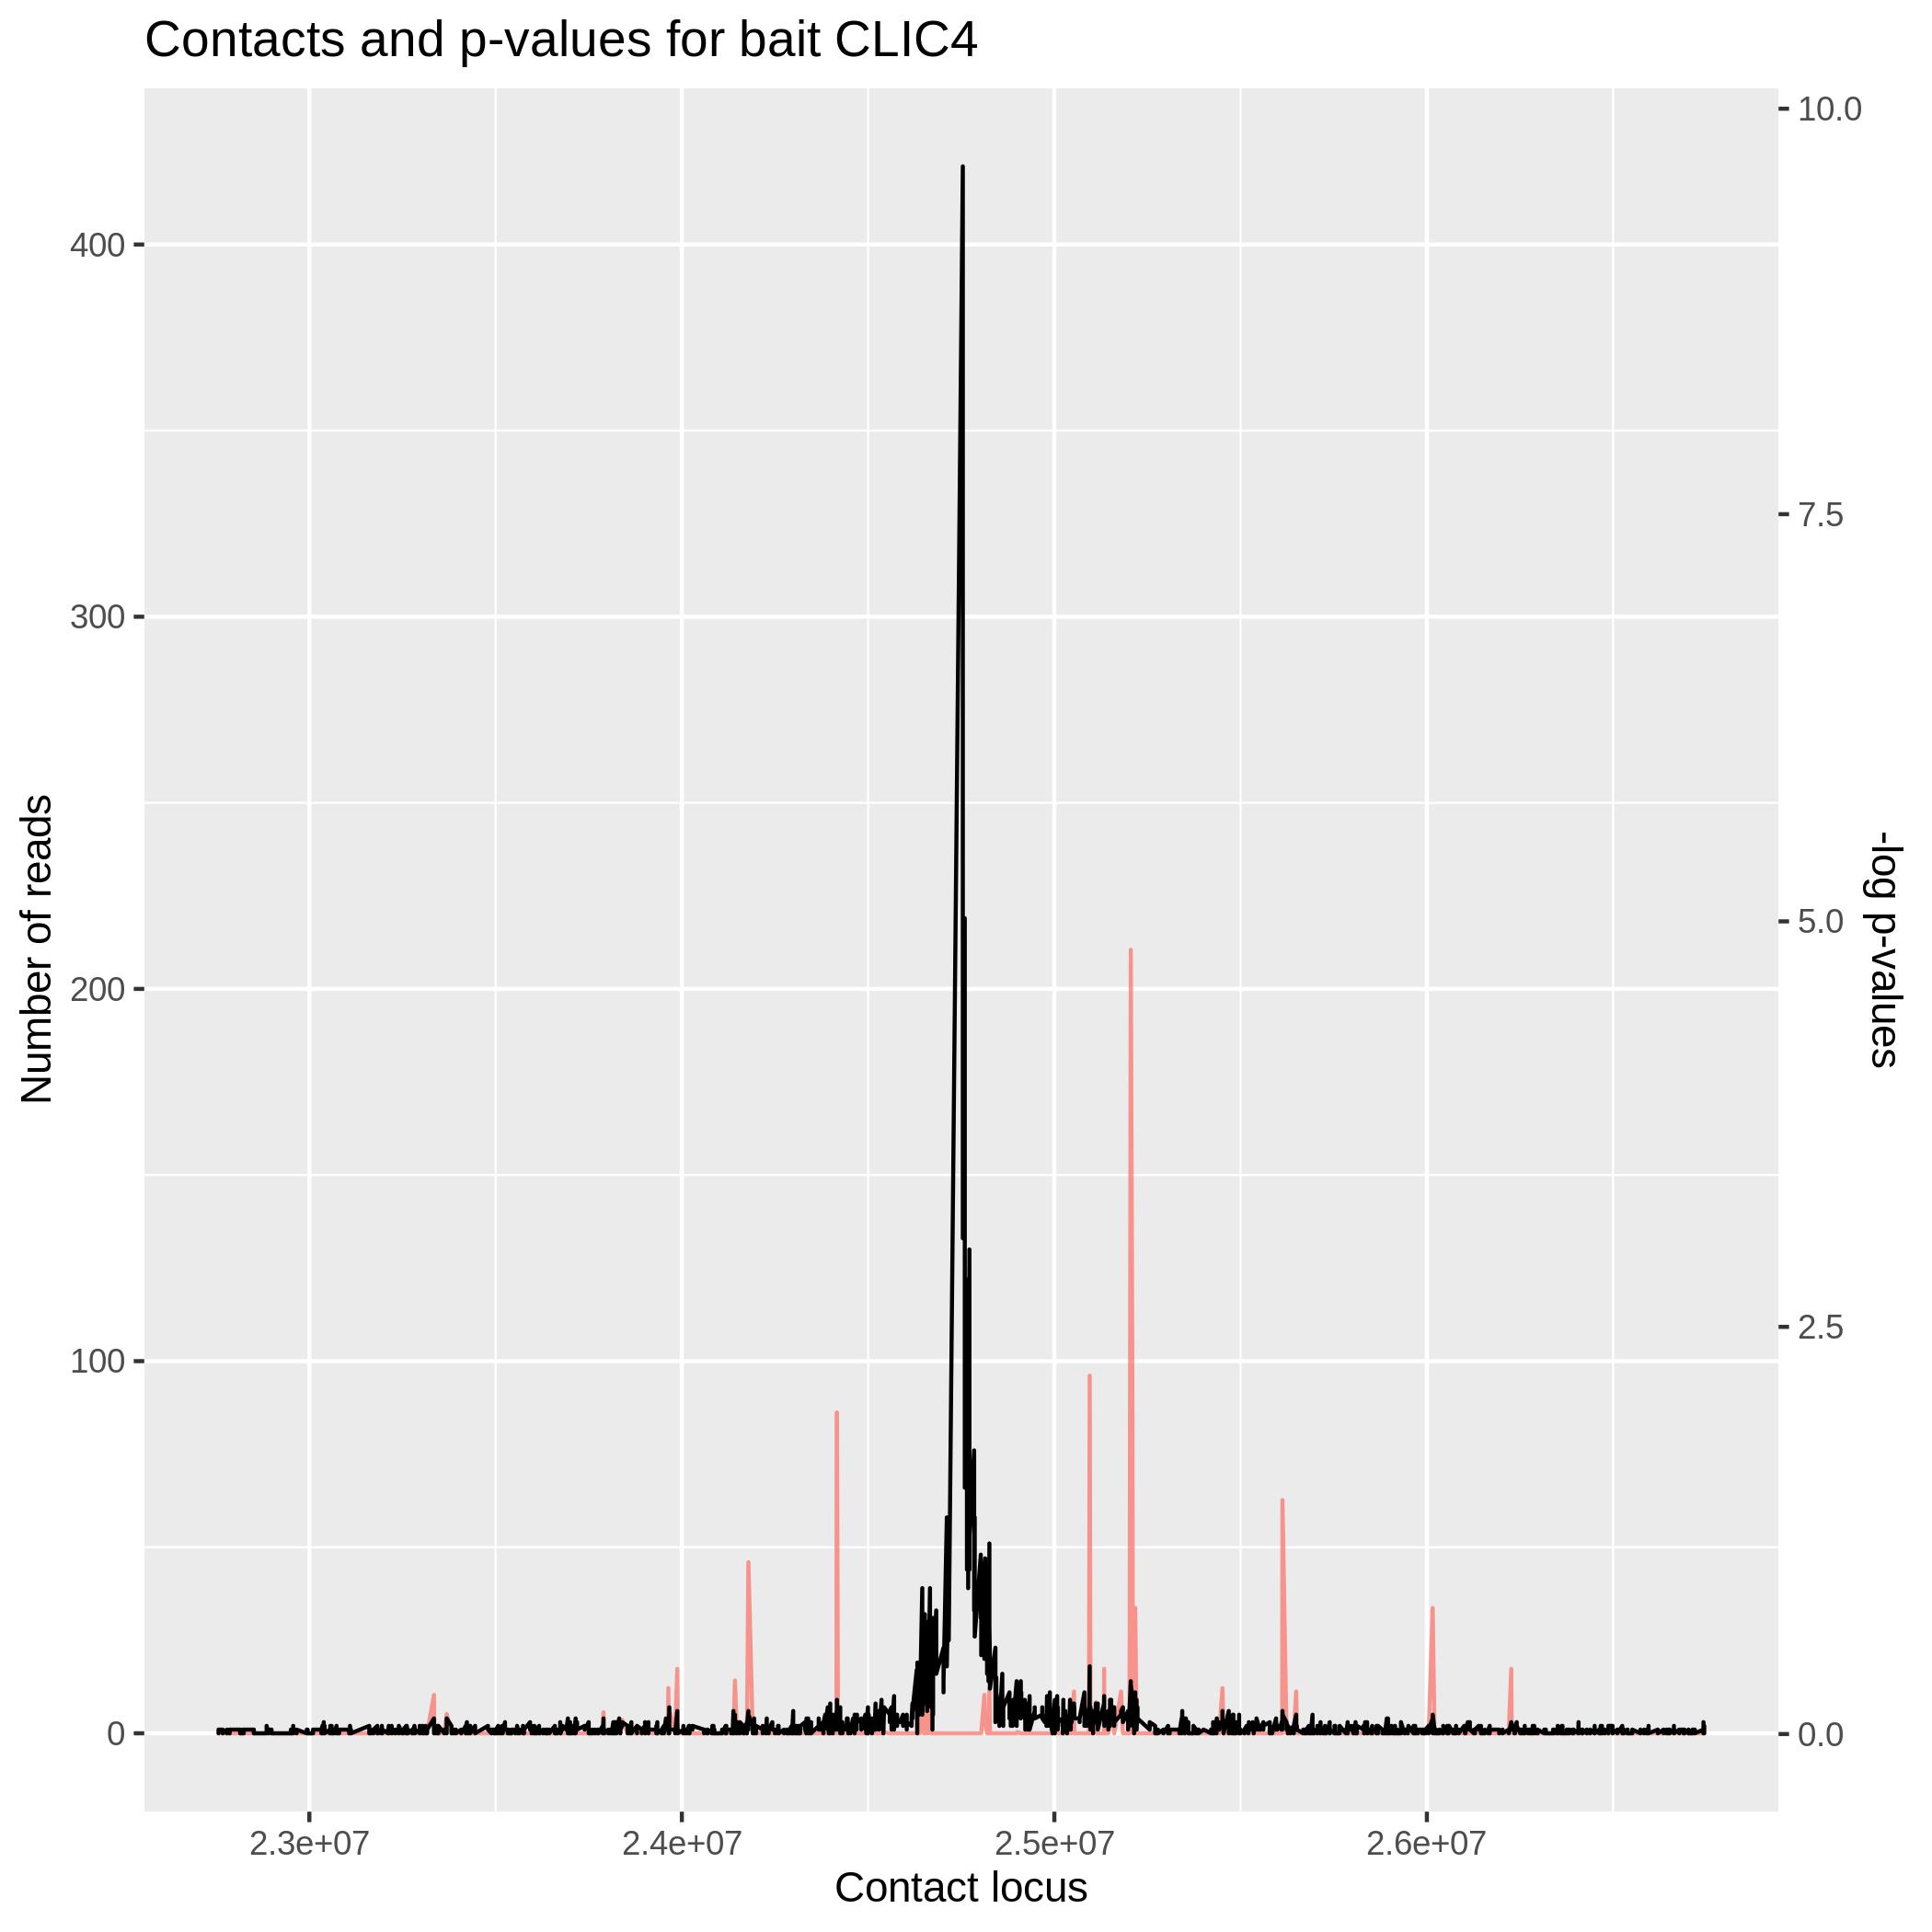 Contacts and p-values for bait CLIC4
10.0
400
7.5
300
5.0
200
2.5
100
0
0.0
Number of reads
-log p-values
2.3e+07 2.4e+07 2.5e+07 2.6e+07
Contact locus